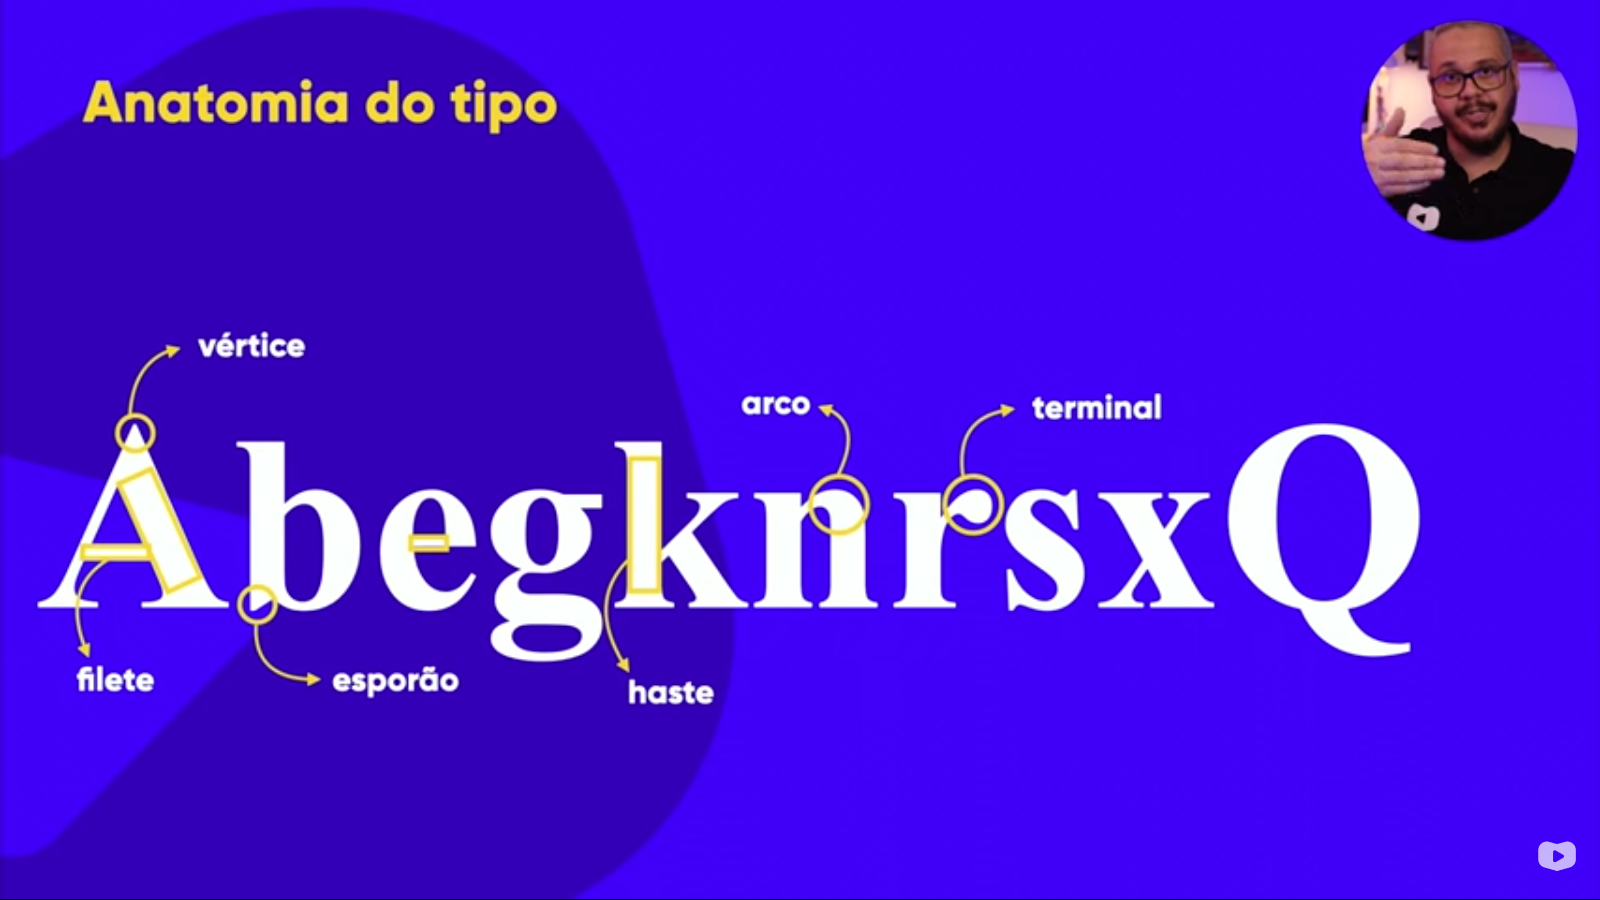 Anatomia do tipo
vértice
arco
terminal
AbegknrsxQ
filete
esporão
haste